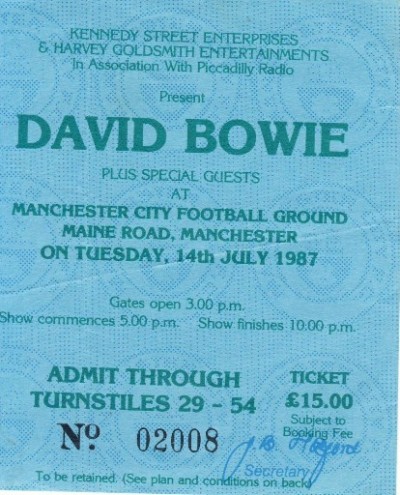 KENNEDY STREET ENTERPRISES
& HARVEY GOLDSMITH ENTERTAINMENTS
In Association With Piccadilly Radio
Present
DAVID BOWIE
PLUS SPECIAL GUESTS
AT
MANCHESTER CITY FOOTBALL GROUND
MAINE ROAD, MANCHESTER
ON TUESDAY, 14th JULY 1987
Gates open 3.00 p.m.
Show commences 5.00 p.m. Show finishes 10.00 p.m.
ADMIT THROUGH
TURNSTILES 29 - 54
TICKET
£15.00
Subject to
Booking Fee
Nº 02008
Secretary
To be retained. (See plan and conditions on back)